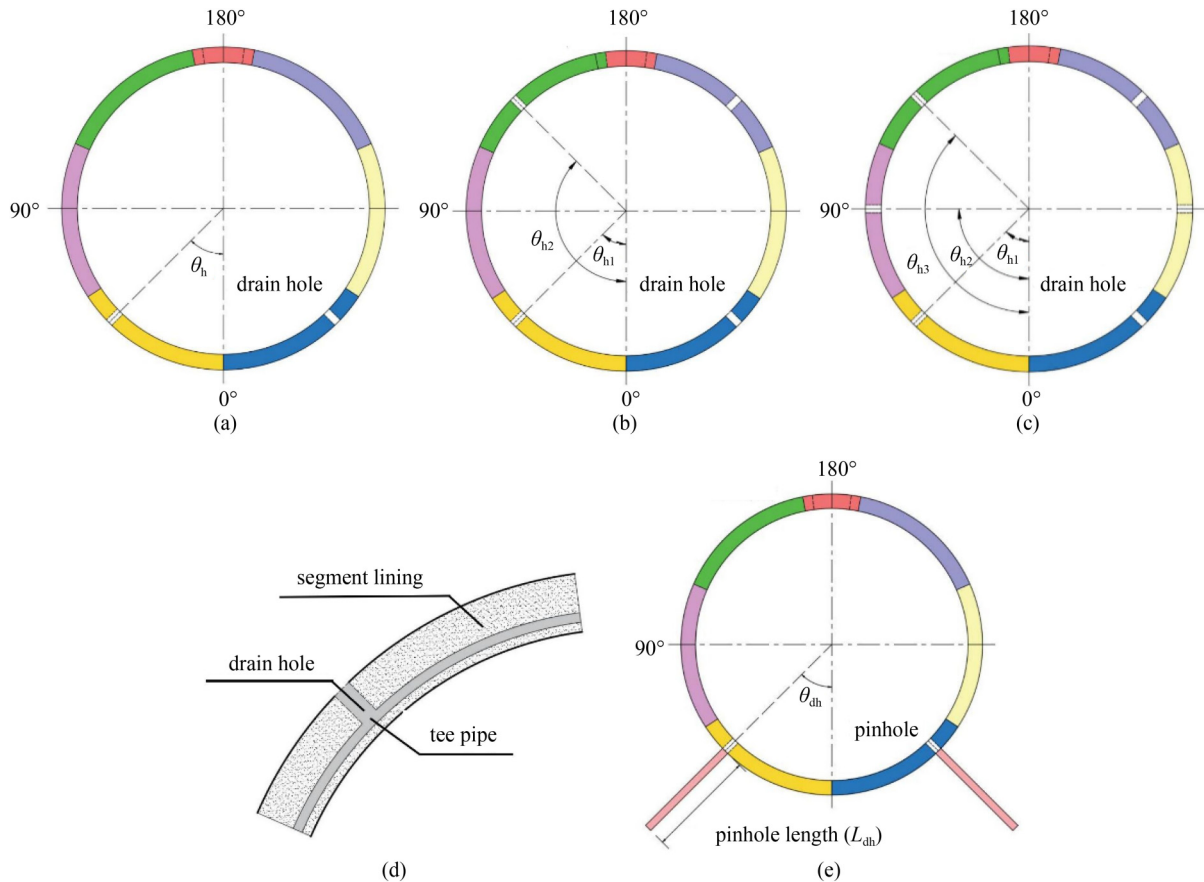 180°
90°
θh
drain hole
0°
(a)
180°
90°
θh2
θh1
drain hole
0°
(b)
180°
90°
θh3
θh2
θh1
drain hole
0°
(c)
segment lining
drain hole
tee pipe
(d)
180°
90°
θdh
pinhole
pinhole length (Ldh)
(e)